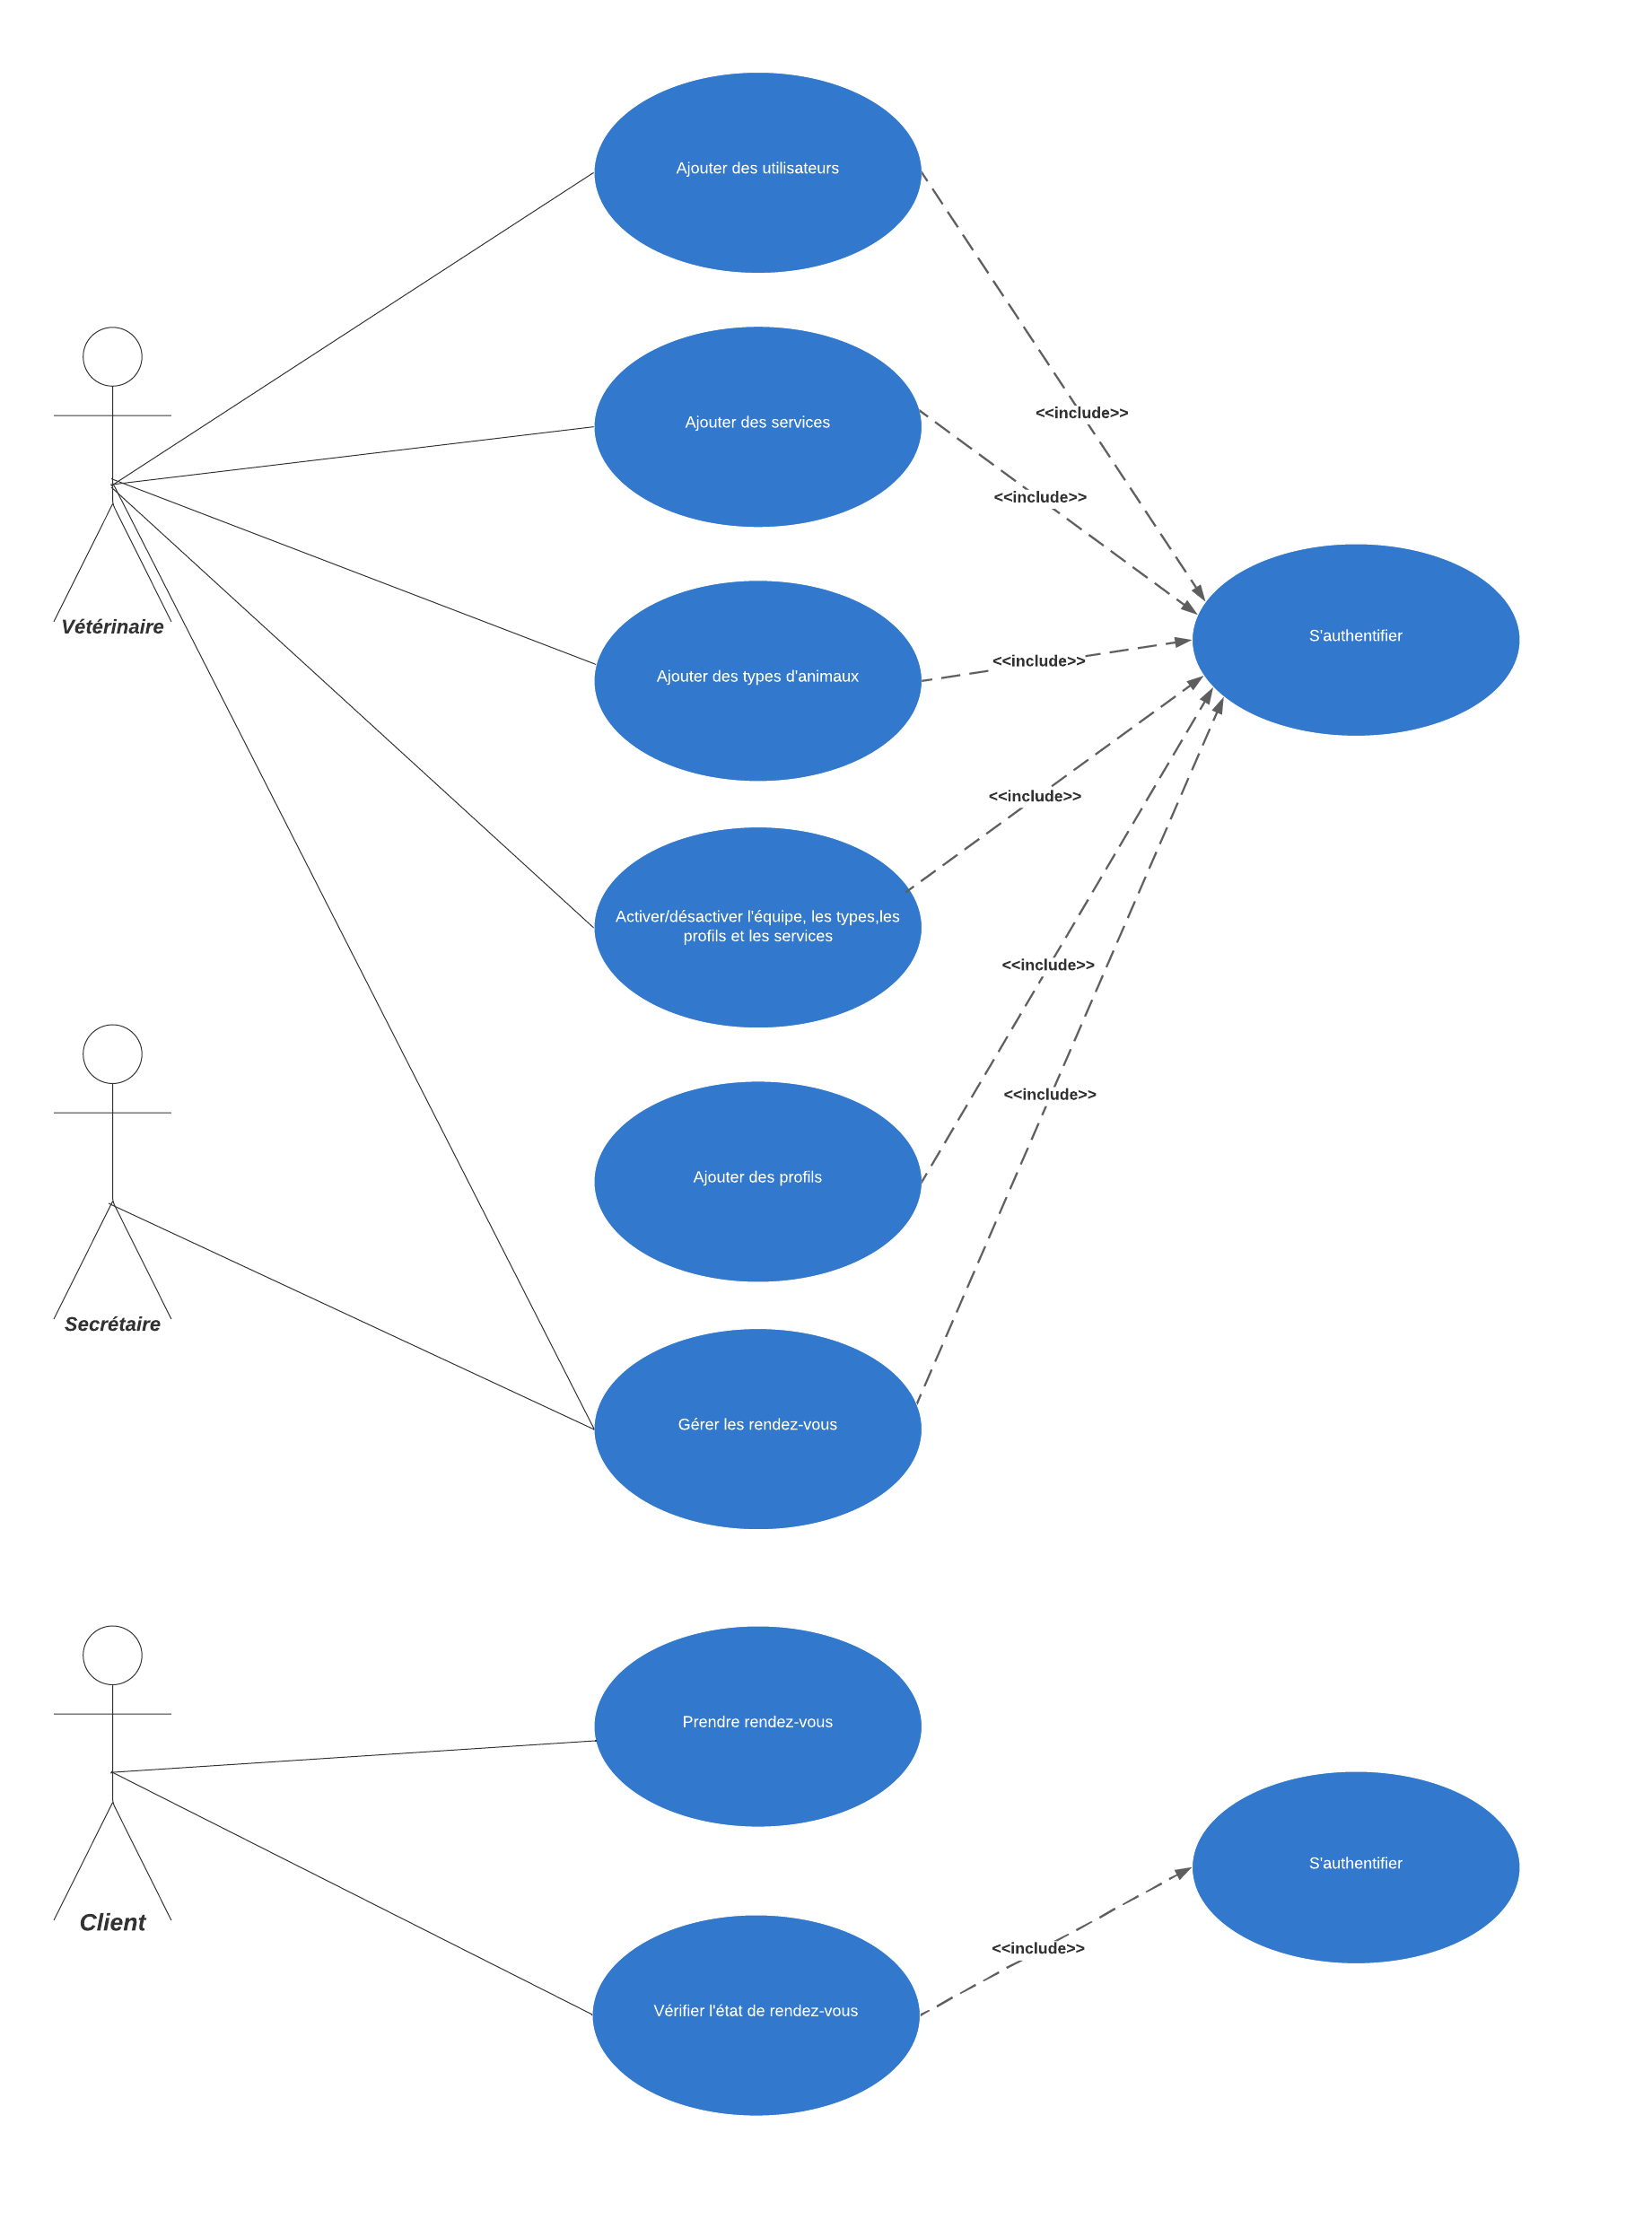 Ajouter des utilisateurs
<<include>>
Ajouter des services
<<include>>
Vétérinaire
S'authentifier
<<include>>
Ajouter des types d'animaux
<<include>>
Activer/désactiver l'équipe, les types,les
profils et les services
<<include>>
<<include>>
Ajouter des profils
Secrétaire
Gérer les rendez-vous
Prendre rendez-vous
S'authentifier
Client
<<include>>
Vérifier l'état de rendez-vous